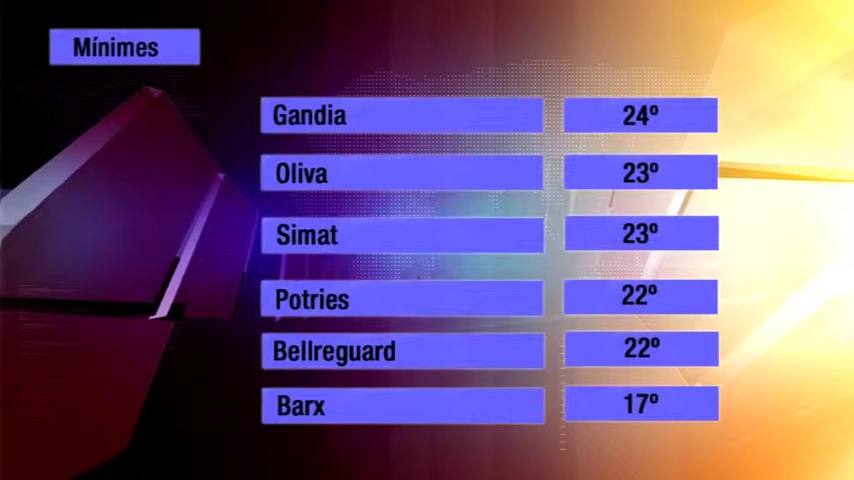 Mínimes
Gandia 24º
Oliva 23º
Simat 23º
Potries 22º
Bellreguard 22º
Barx 17º